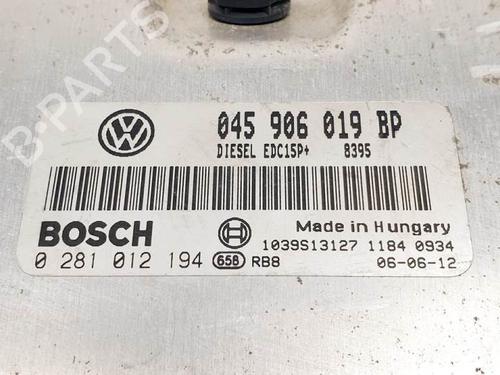 B-PARTS
045 906 019 BP
DIESEL EDC15P+ 8395
BOSCH
Made in Hungary
1039S13127 1184 0934
0 281 012 194 658 RB8 06-06-12